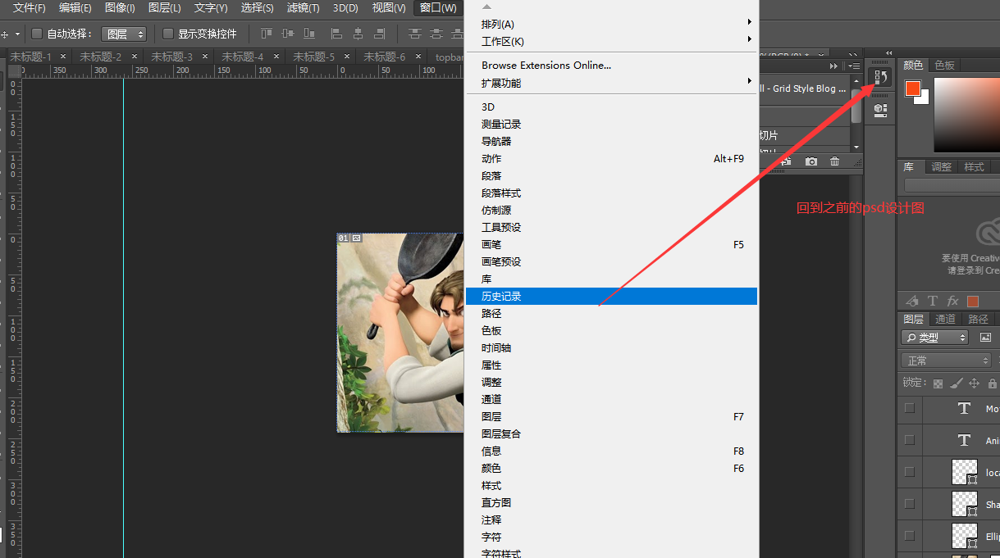 文件(F) 编辑(E) 图像(I) 图层(L) 文字(Y) 选择(S) 滤镜(T) 3D(D) 视图(V) 窗口(W)
自动选择： 图层 显示变换控件
未标题-1 × 未标题-2 × 未标题-3 × 未标题-4 × 未标题-5 × 未标题-6 × topbar
350 300 250 200 150 100 50 0 50 100
排列(A)
工作区(K)
Browse Extensions Online...
扩展功能
3D
测量记录
导航器
动作 Alt+F9
段落
段落样式
仿制源
工具预设
画笔 F5
画笔预设
库
历史记录
路径
色板
时间轴
属性
调整
通道
图层 F7
图层复合
信息 F8
颜色 F6
样式
直方图
注释
字符
字符样式
ll - Grid Style Blog ...
切片
颜色 色板
库 调整 样式
回到之前的psd设计图
要使用 Creative
请登录到 Cre
图层 通道 路径
类型
正常
锁定：
T Mo
T Ani
loca
Sha
Ellip
01